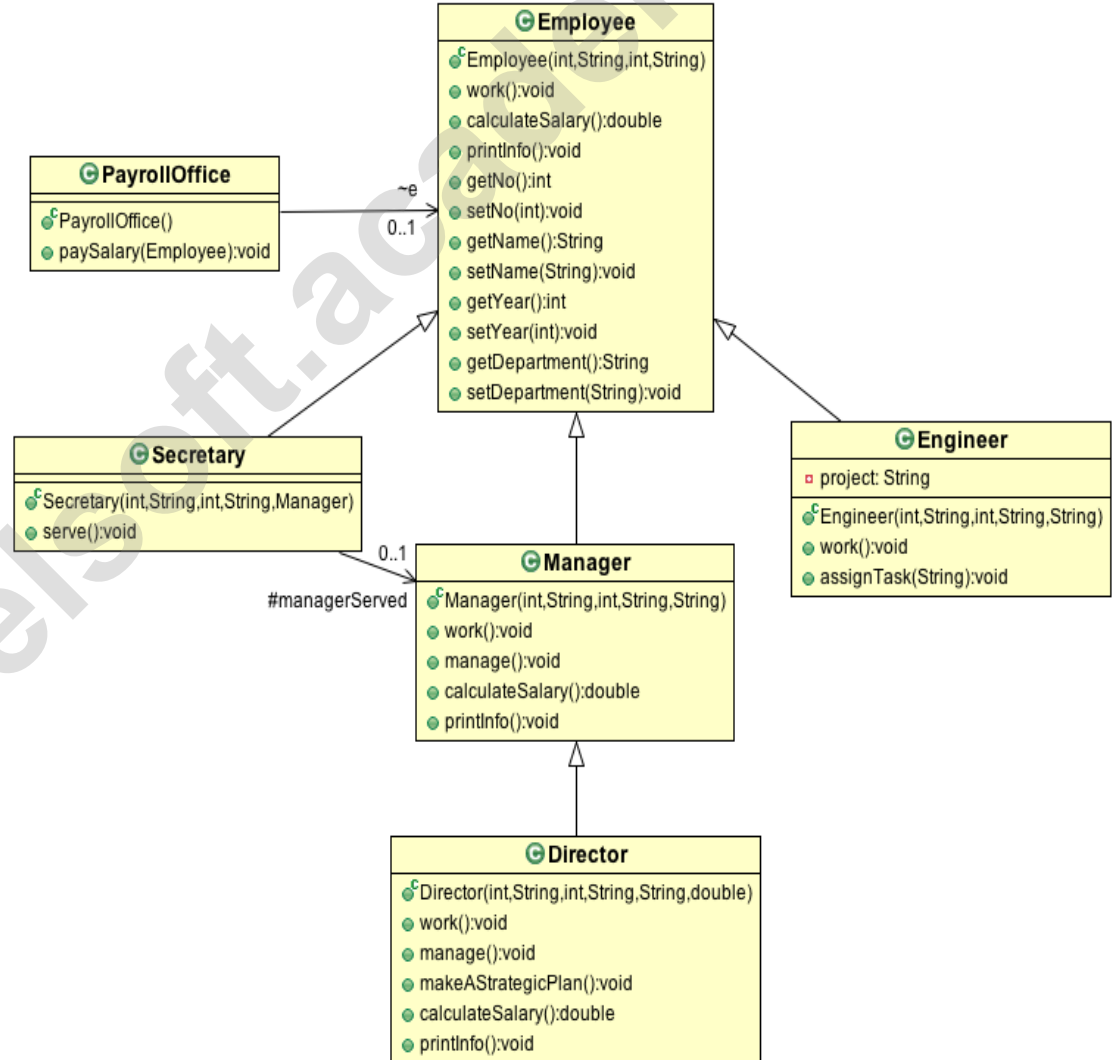 Employee
Employee(int,String,int,String)
work():void
calculateSalary():double
printInfo():void
getNo():int
setNo(int):void
getName():String
setName(String):void
getYear():int
setYear(int):void
getDepartment():String
setDepartment(String):void
PayrollOffice
PayrollOffice()
paySalary(Employee):void
~e
0..1
Secretary
Secretary(int,String,int,String,Manager)
serve():void
0..1
#managerServed
Engineer
project: String
Engineer(int,String,int,String,String)
work():void
assignTask(String):void
Manager
Manager(int,String,int,String,String)
work():void
manage():void
calculateSalary():double
printInfo():void
Director
Director(int,String,int,String,String,double)
work():void
manage():void
makeAStrategicPlan():void
calculateSalary():double
printInfo():void